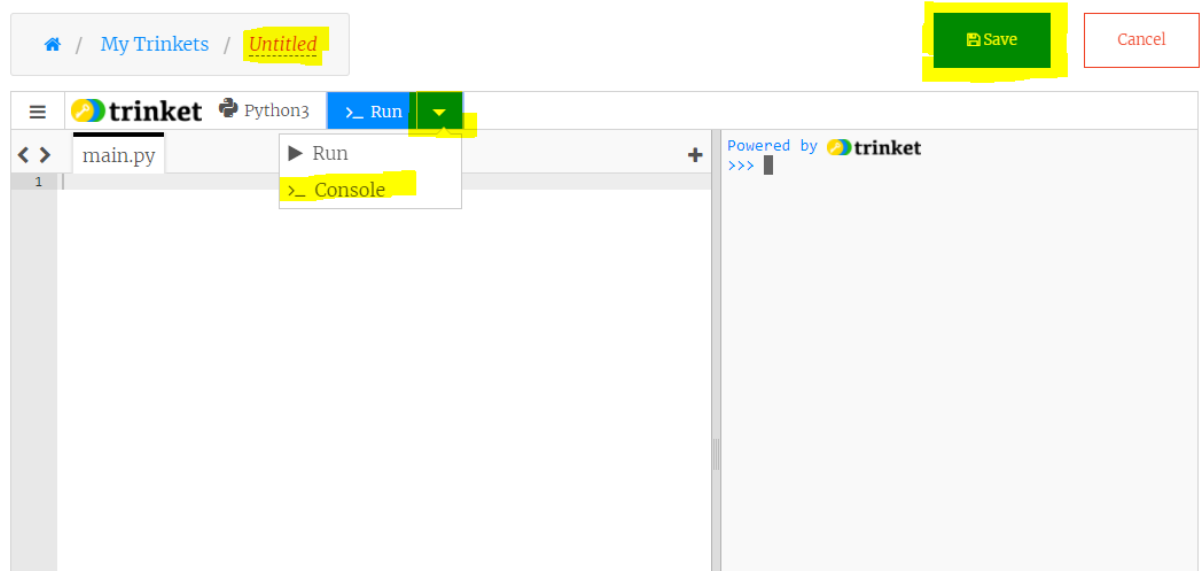 / My Trinkets / Untitled
Save
Cancel
trinket Python3 >_ Run
main.py
Run
>_ Console
+
1
Powered by trinket
>>>